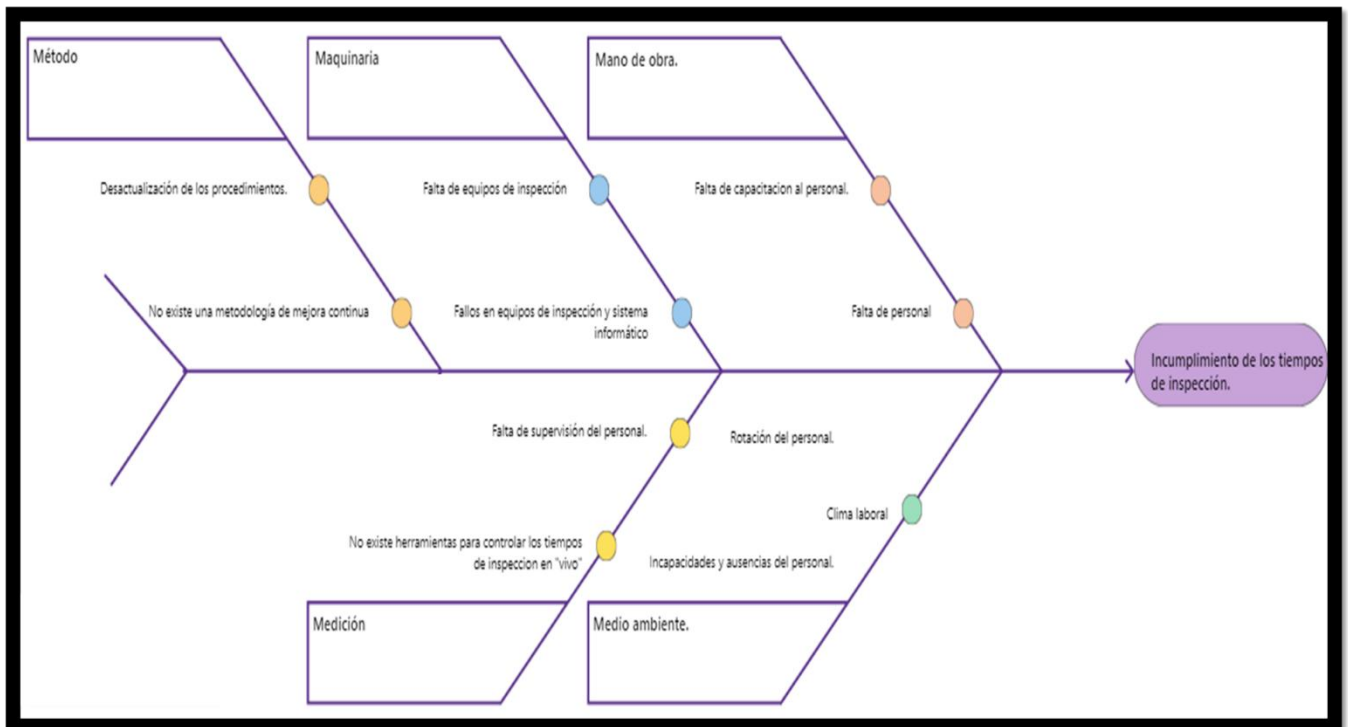 Método
Maquinaria
Mano de obra.
Desactualización de los procedimientos.
Falta de equipos de inspección
Falta de capacitacion al personal.
No existe una metodología de mejora continua
Fallos en equipos de inspección y sistema
informático
Falta de personal
Incumplimiento de los tiempos
de inspección.
Falta de supervisión del personal.
Rotación del personal.
Clima laboral
No existe herramientas para controlar los tiempos
de inspeccion en "vivo"
Incapacidades y ausencias del personal.
Medición
Medio ambiente.